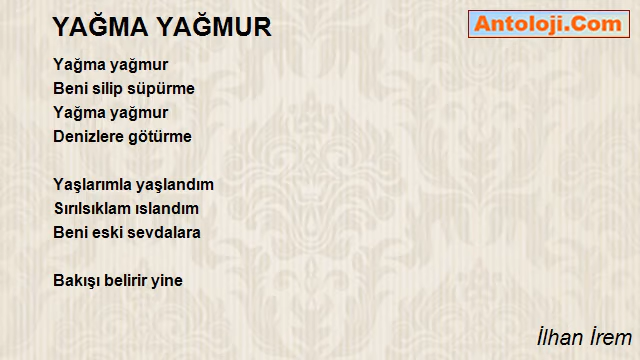 YAĞMA YAĞMUR
Antoloji.Com
Yağma yağmur
Beni silip süpürme
Yağma yağmur
Denizlere götürme
Yaşlarımla yaşlandım
Sırılsıklam ıslandım
Beni eski sevdalara
Bakışı belirir yine
İlhan İrem